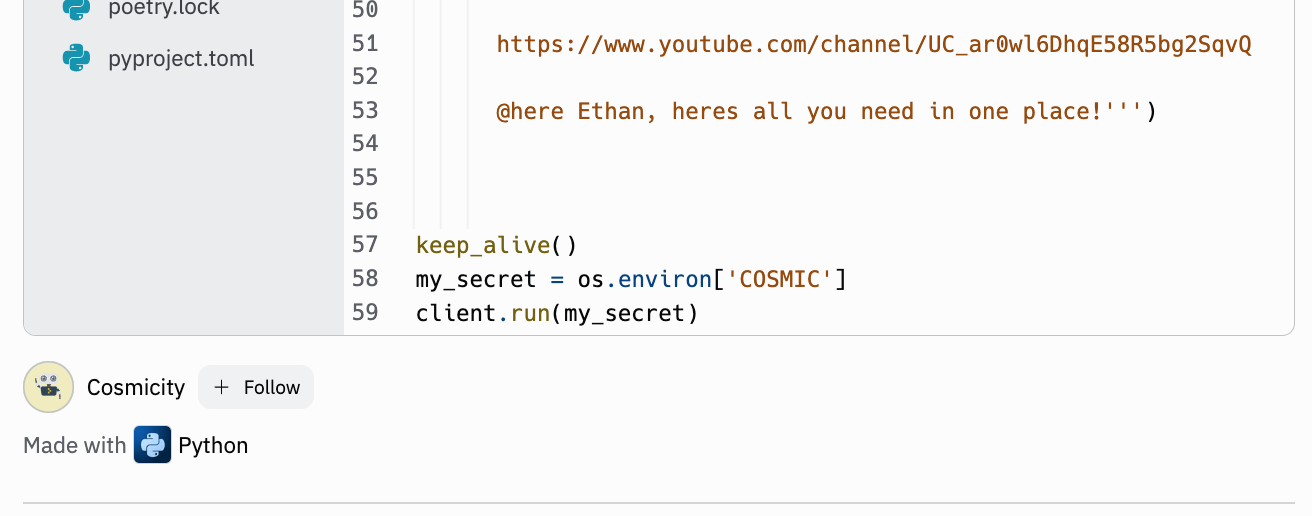 poetry.lock
pyproject.toml
50
51 https://www.youtube.com/channel/UC_ar0wl6DhqE58R5bg2SqvQ
52
53 @here Ethan, heres all you need in one place!''')
54
55
56
57 keep_alive()
58 my_secret = os.environ['COSMIC']
59 client.run(my_secret)
Cosmicity + Follow
Made with Python